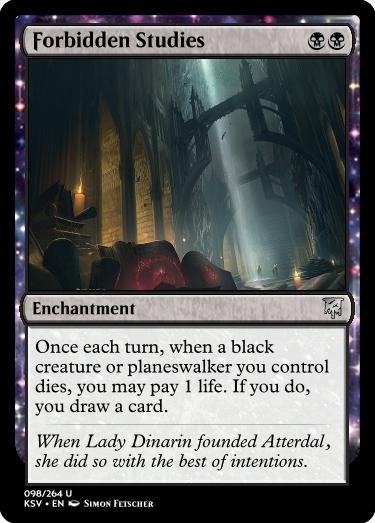 Forbidden Studies
Enchantment
Once each turn, when a black
creature or planeswalker you control
dies, you may pay 1 life. If you do,
you draw a card.
When Lady Dinarin founded Atterdal,
she did so with the best of intentions.
098/264 U
KSV • EN Simon Fetscher